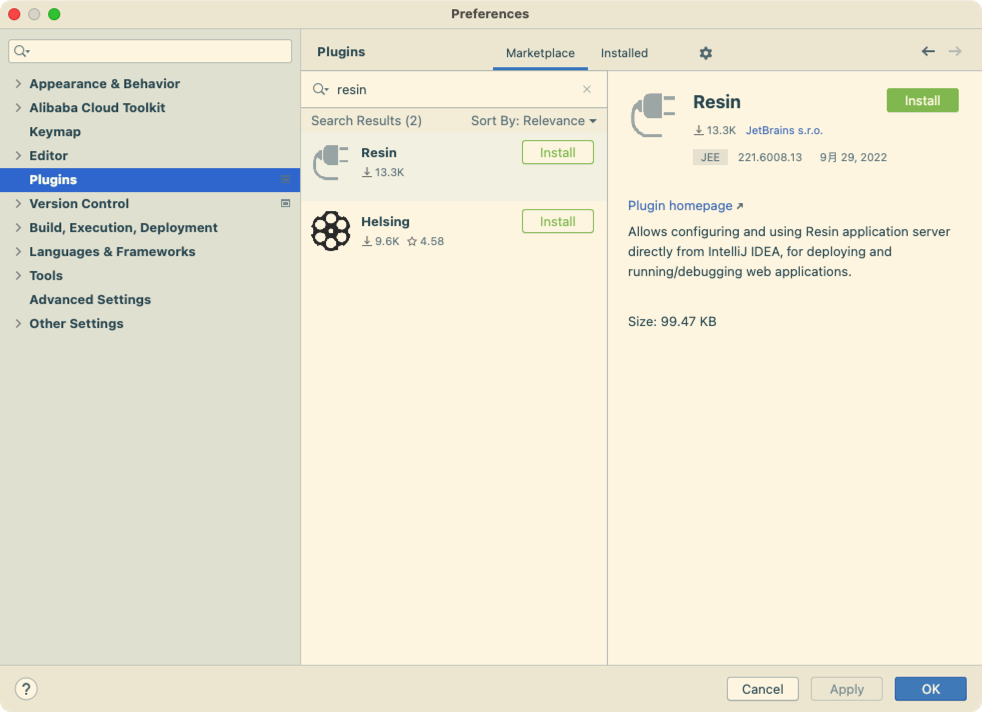 Preferences
Appearance & Behavior
Alibaba Cloud Toolkit
Keymap
Editor
Plugins
Version Control
Build, Execution, Deployment
Languages & Frameworks
Tools
Advanced Settings
Other Settings
Plugins
Marketplace
Installed
resin
Search Results (2)
Sort By: Relevance
Resin
13.3K
Install
Helsing
9.6K 4.58
Install
Resin
Install
13.3K JetBrains s.r.o.
JEE 221.6008.13 9月 29, 2022
Plugin homepage
Allows configuring and using Resin application server
directly from IntelliJ IDEA, for deploying and
running/debugging web applications.
Size: 99.47 KB
?
Cancel
Apply
OK